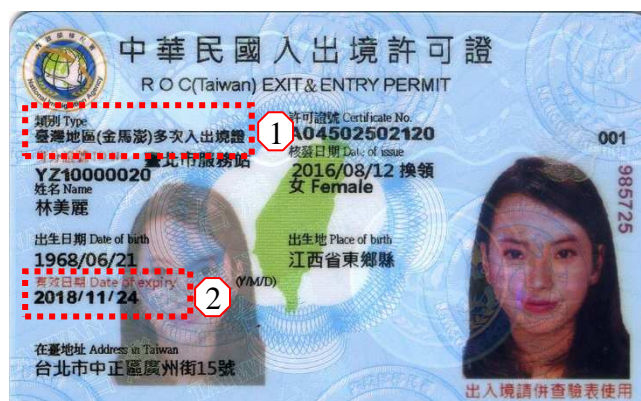 中華民國入出境許可證
R O C(Taiwan) EXIT & ENTRY PERMIT
類別 Type
臺灣地區(金馬澎)多次入出境證
1
許可證號 Certificate No.
A04502502120
001
核發日期 Date of issue
臺北市服務站
2016/08/12 換領
YZ10000020
女 Female
985725
姓名 Name
林美麗
出生日期 Date of birth
出生地 Place of birth
1968/06/21
江西省東鄉縣
有效日期 Date of expiry
(Y/M/D)
2018/11/24
2
在臺地址 Address in Taiwan
台北市中正區廣州街15號
出入境請併查驗表使用